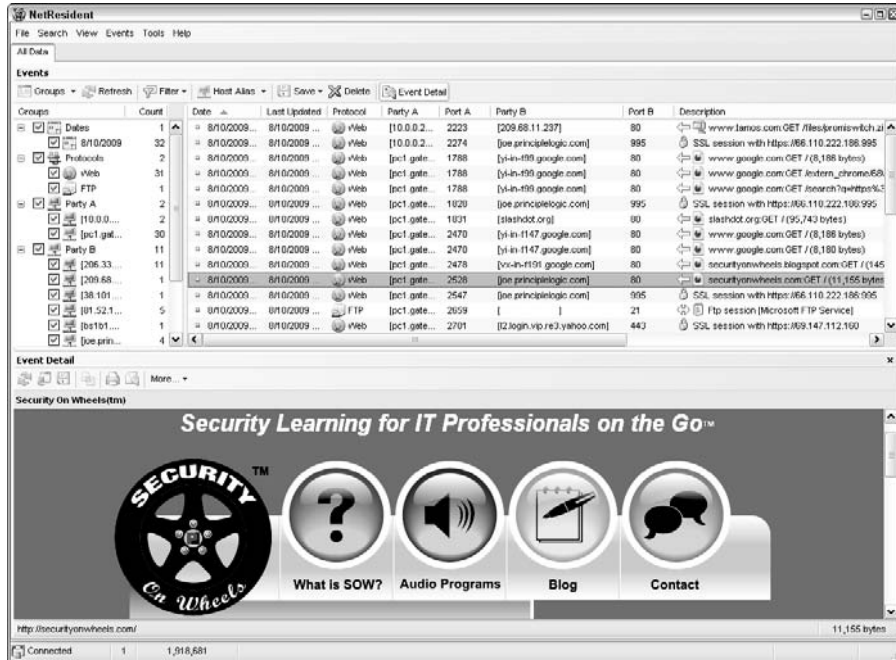 NetResident
File Search View Events Tools Help
All Data
Events
Groups Refresh Filter Host Alias Save Delete Event Detail
Groups Count Date Last Updated Protocol Party A Port A Party B Port B Description
Dates 1 8/10/2009... 8/10/2009 ... Web [10.0.0.2... 2223 [209.68.11.237] 80 www.tamos.com:GET /files/promiswitch.zi
8/10/2009 32 8/10/2009... 8/10/2009 ... Web [10.0.0.2... 2274 [joe.principlelogic.com] 995 SSL session with https://66.110.222.186:995
Protocols 2 8/10/2009... 8/10/2009 ... Web [pc1.gate... 1788 [yi-in-f99.google.com] 80 www.google.com:GET / (8,186 bytes)
Web 31 8/10/2009... 8/10/2009 ... Web [pc1.gate... 1788 [yi-in-f99.google.com] 80 www.google.com:GET /extern_chrome/68
FTP 1 8/10/2009... 8/10/2009 ... Web [pc1.gate... 1788 [yi-in-f99.google.com] 80 www.google.com:GET /search?q=https%3
Party A 2 8/10/2009... 8/10/2009 ... Web [pc1.gate... 1820 [joe.principlelogic.com] 995 SSL session with https://66.110.222.186:995
[10.0.0.... 2 8/10/2009... 8/10/2009 ... Web [pc1.gate... 1831 [slashdot.org] 80 slashdot.org:GET / (95,743 bytes)
[pc1.gat... 30 8/10/2009... 8/10/2009 ... Web [pc1.gate... 2470 [yi-in-f147.google.com] 80 www.google.com:GET / (8,186 bytes)
Party B 11 8/10/2009... 8/10/2009 ... Web [pc1.gate... 2470 [yi-in-f147.google.com] 80 www.google.com:GET / (8,180 bytes)
[206.33.... 11 8/10/2009... 8/10/2009 ... Web [pc1.gate... 2478 [vx-in-f191.google.com] 80 securityonwheels.blogspot.com:GET / (145
[209.68.... 1 8/10/2009... 8/10/2009 ... Web [pc1.gate... 2528 [joe.principlelogic.com] 80 securityonwheels.com:GET / (11,155 bytes
[38.101.... 1 8/10/2009... 8/10/2009 ... Web [pc1.gate... 2547 [joe.principlelogic.com] 995 SSL session with https://66.110.222.186:995
[81.52.1... 5 8/10/2009... 8/10/2009 ... FTP [pc1.gate... 2659 [ ] 21 Ftp session [Microsoft FTP Service]
[bs1b1.... 1 8/10/2009... 8/10/2009 ... Web [pc1.gate... 2701 [l2.login.vip.re3.yahoo.com] 443 SSL session with https://69.147.112.160
[joe.prin... 4
Event Detail
More...
Security On Wheels(tm)
Security Learning for IT Professionals on the Go™
SECURITY On Wheels ™
What is SOW? Audio Programs Blog Contact
http://securityonwheels.com/ 11,155 bytes
Connected 1 1,918,681